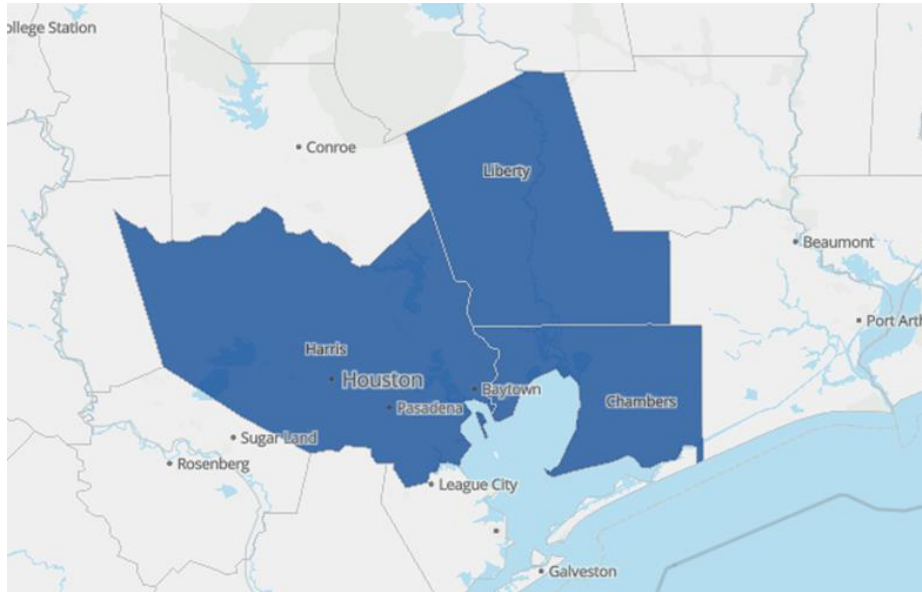 ollege Station
Conroe
Liberty
Beaumont
Port Arth
Harris
Houston
Baytown
Pasadena
Chambers
Sugar Land
Rosenberg
League City
Galveston